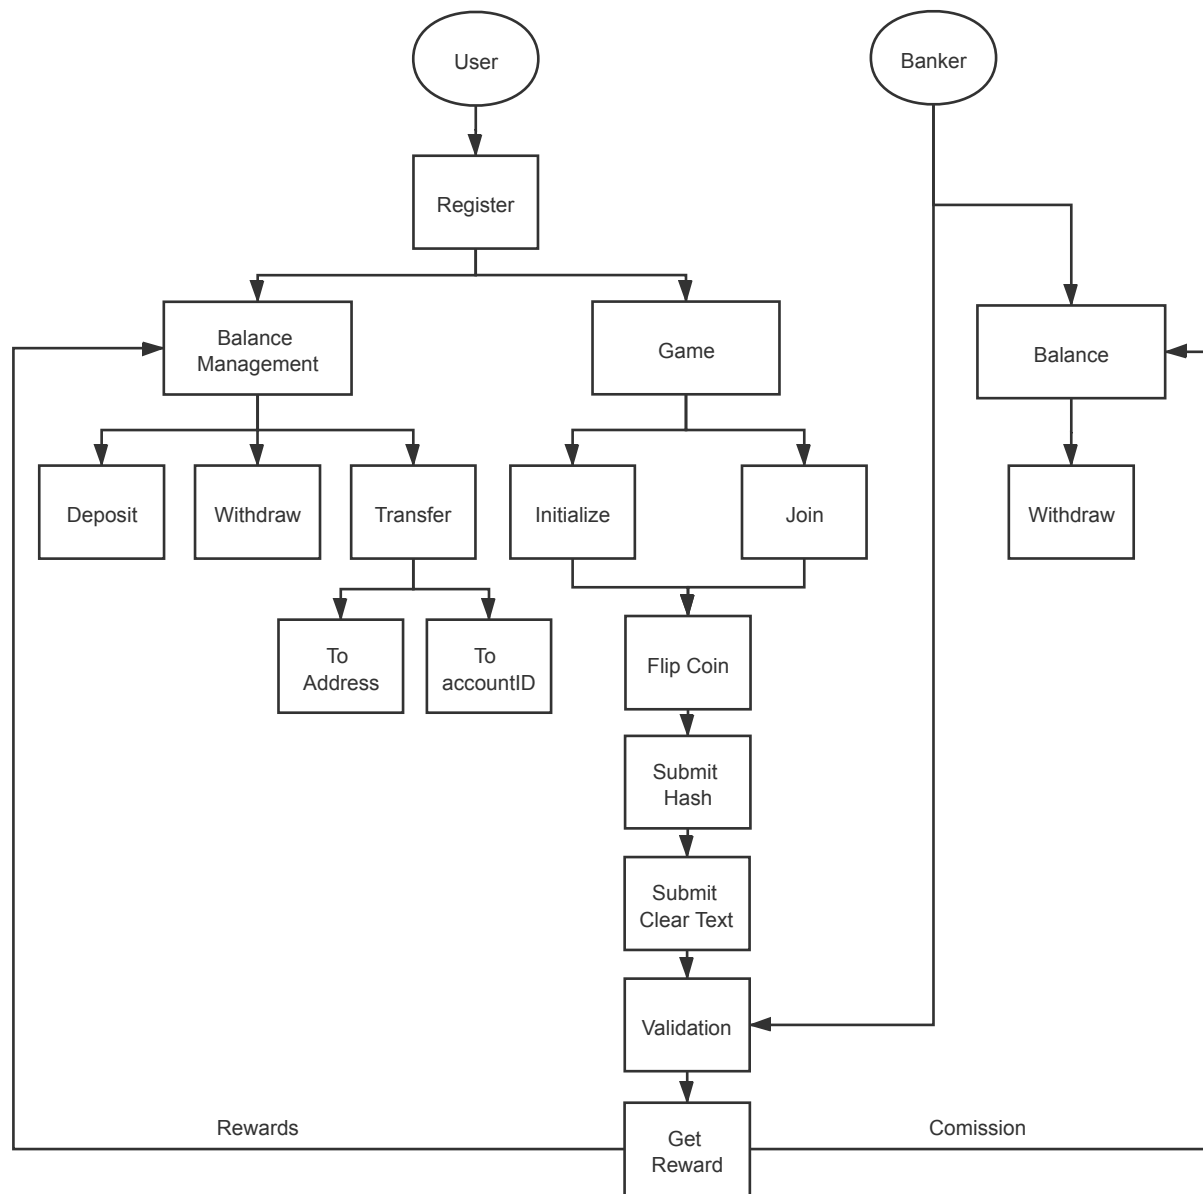 User
Banker
Register
Balance
Management
Game
Balance
Deposit
Withdraw
Transfer
Initialize
Join
Withdraw
To
Address
To
accountID
Flip Coin
Submit
Hash
Submit
Clear Text
Validation
Rewards
Get
Reward
Comission